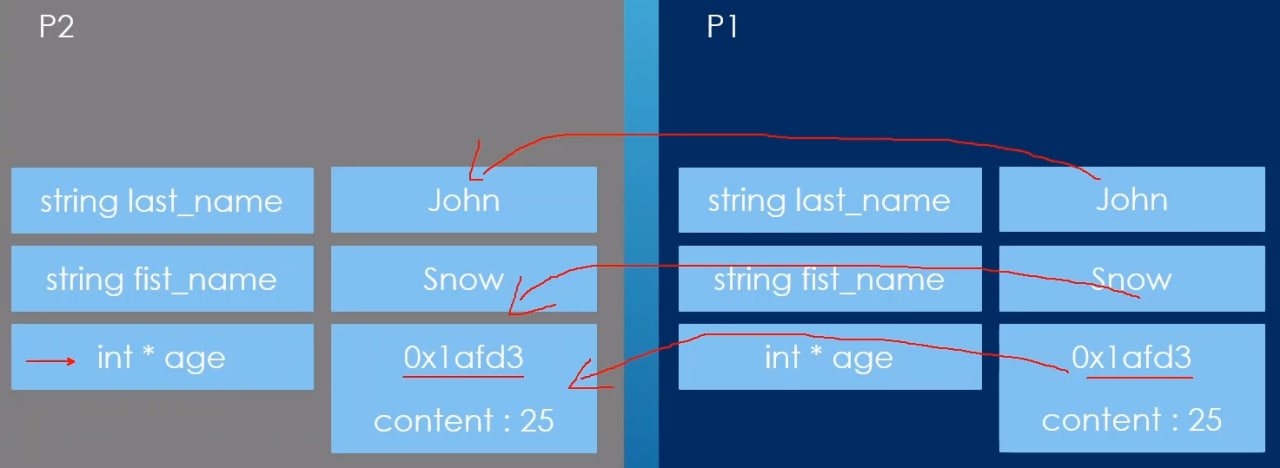 P2
string last_name John
string fist_name Snow
int * age 0x1afd3
content : 25
P1
string last_name John
string fist_name Snow
int * age 0x1afd3
content : 25